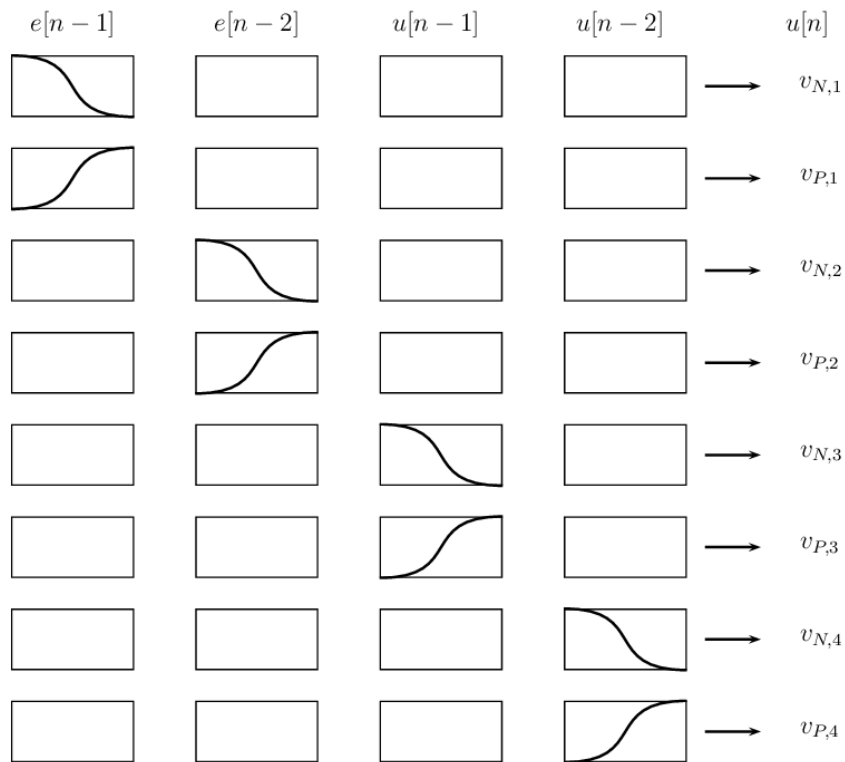 e[n − 1] e[n − 2] u[n − 1] u[n − 2] u[n]
v_{N,1}
v_{P,1}
v_{N,2}
v_{P,2}
v_{N,3}
v_{P,3}
v_{N,4}
v_{P,4}